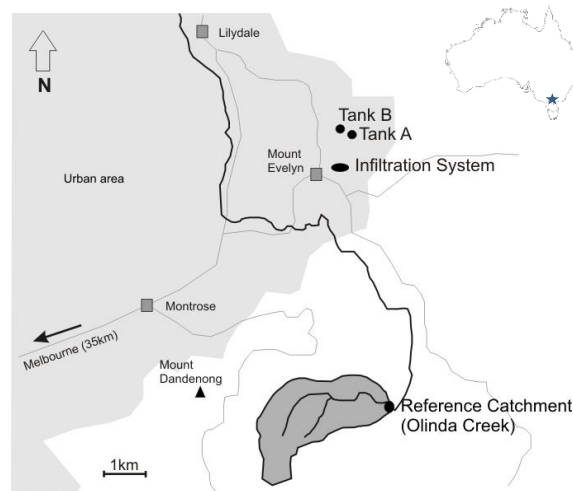 Lilydale
N
Tank B
Tank A
Mount
Evelyn
Infiltration System
Urban area
Montrose
Melbourne (35km)
Mount
Dandenong
Reference Catchment
(Olinda Creek)
1km